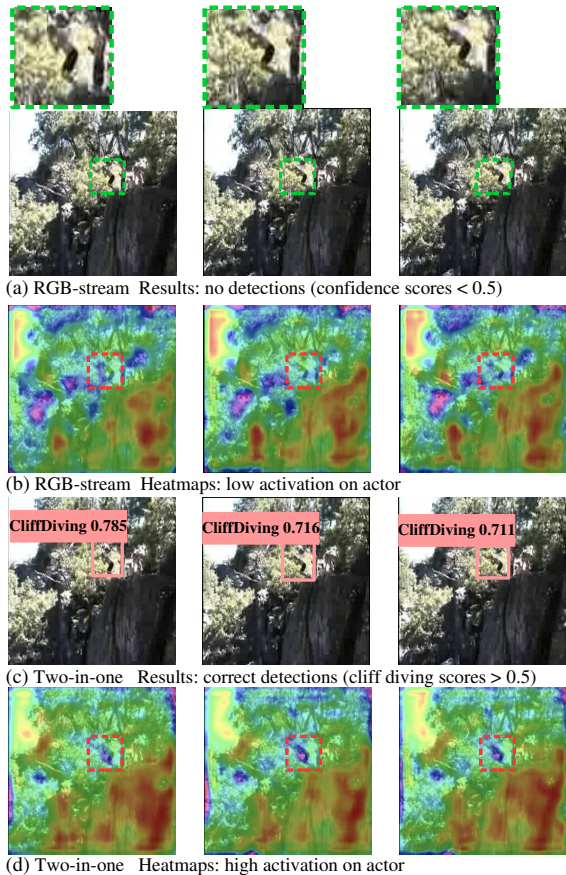 (a) RGB-stream Results: no detections (confidence scores < 0.5)
(b) RGB-stream Heatmaps: low activation on actor
CliffDiving 0.785
CliffDiving 0.716
CliffDiving 0.711
(c) Two-in-one Results: correct detections (cliff diving scores > 0.5)
(d) Two-in-one Heatmaps: high activation on actor